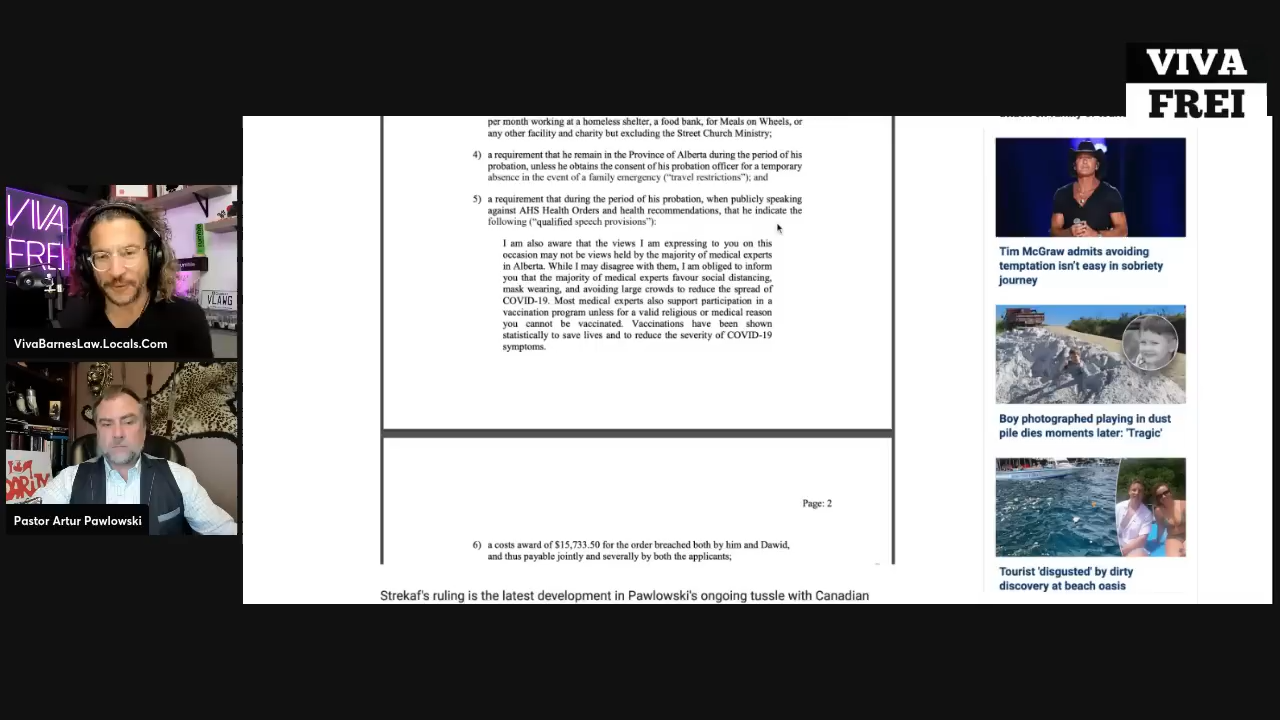 VIVA
FREI
per month working at a homeless shelter, a food bank, for Meals on Wheels, or
any other facility and charity but excluding the Street Church Ministry;
4) a requirement that he remain in the Province of Alberta during the period of his
probation, unless he obtains the consent of his probation officer for a temporary
absence in the event of a family emergency ("travel restrictions"); and
5) a requirement that during the period of his probation, when publicly speaking
against AHS Health Orders and health recommendations, that he indicate the
following ("qualified speech provisions"):
I am also aware that the views I am expressing to you on this
occasion may not be views held by the majority of medical experts
in Alberta. While I may disagree with them, I am obliged to inform
you that the majority of medical experts favour social distancing,
mask wearing, and avoiding large crowds to reduce the spread of
COVID-19. Most medical experts also support participation in a
vaccination program unless for a valid religious or medical reason
you cannot be vaccinated. Vaccinations have been shown
statistically to save lives and to reduce the severity of COVID-19
symptoms.
Page: 2
6) a costs award of $15,733.50 for the order breached both by him and Dawid,
and thus payable jointly and severally by both the applicants;
Strekaf's ruling is the latest development in Pawlowski's ongoing tussle with Canadian
Tim McGraw admits avoiding
temptation isn't easy in sobriety
journey
Boy photographed playing in dust
pile dies moments later: 'Tragic'
Tourist 'disgusted' by dirty
discovery at beach oasis
VIVA
FREI
rumble
VLAWG
VivaBarnesLaw.Locals.Com
Pastor Artur Pawlowski